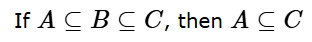 If A ⊆ B ⊆ C, then A ⊆ C